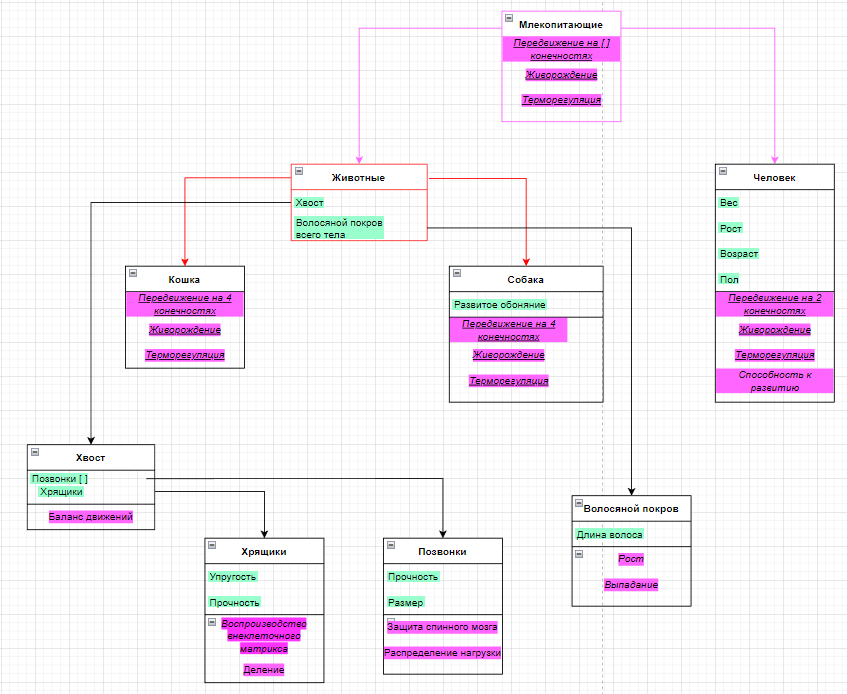 Млекопитающие
Передвижение на [ ]
конечностях
Живорождение
Терморегуляция
Животные
Хвост
Волосяной покров
всего тела
Человек
Вес
Рост
Возраст
Пол
Передвижение на 2
конечностях
Живорождение
Терморегуляция
Способность к
развитию
Кошка
Передвижение на 4
конечностях
Живорождение
Терморегуляция
Собака
Развитое обоняние
Передвижение на 4
конечностях
Живорождение
Терморегуляция
Хвост
Позвонки [ ]
Хрящики
Баланс движений
Волосяной покров
Длина волоса
Рост
Выпадание
Хрящики
Упругость
Прочность
Воспроизводство
внеклеточного
матрикса
Деление
Позвонки
Прочность
Размер
Защита спинного мозга
Распределение нагрузки